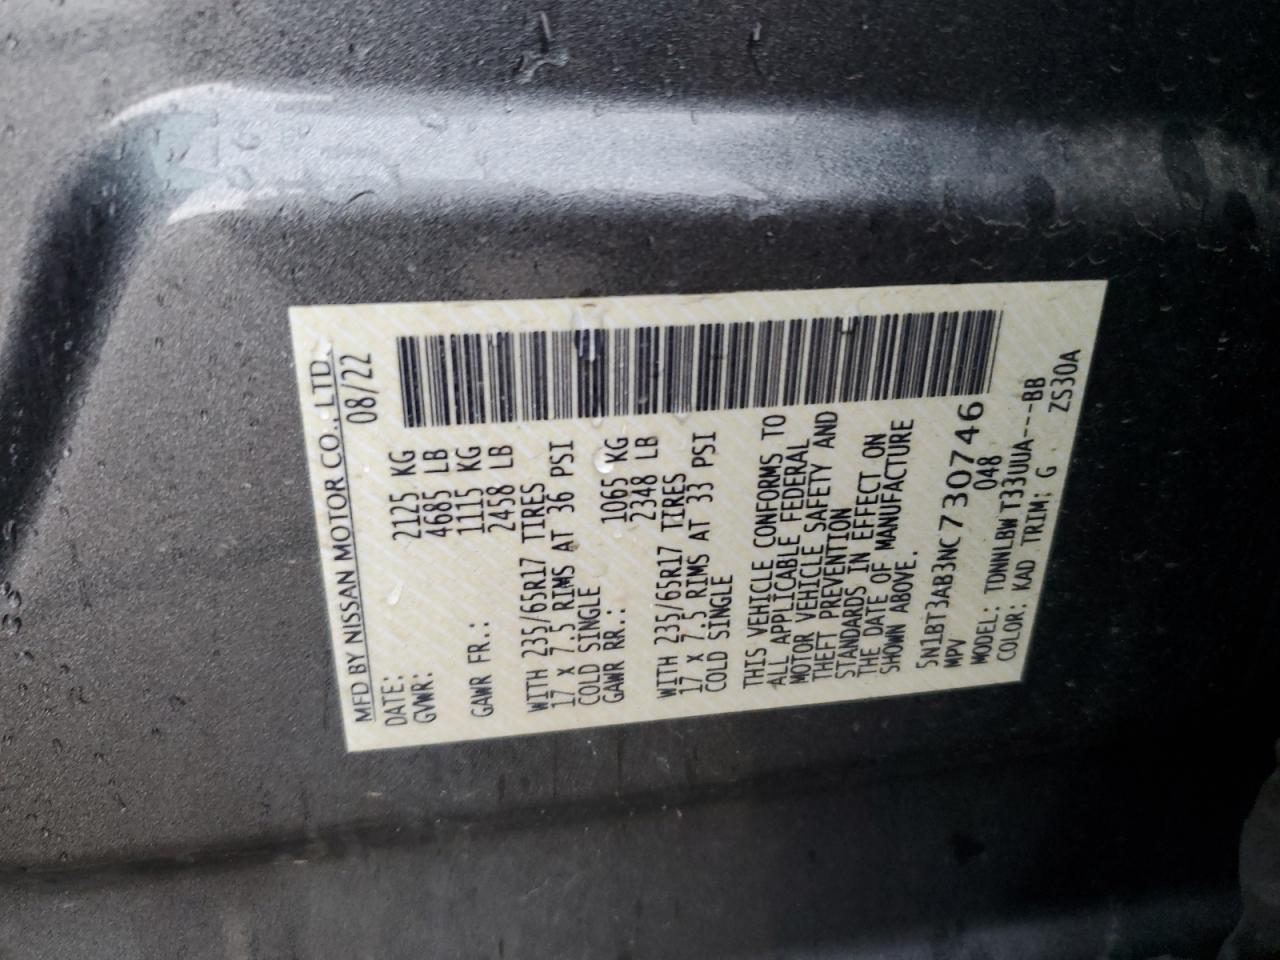 MFD BY NISSAN MOTOR CO., LTD.
DATE: 08/22
GVWR: 2125 KG
4685 LB
GAWR FR.: 1115 KG
2458 LB
WITH 235/65R17 TIRES
17 X 7.5 RIMS AT 36 PSI
COLD SINGLE
GAWR RR.: 1065 KG
2348 LB
WITH 235/65R17 TIRES
17 X 7.5 RIMS AT 33 PSI
COLD SINGLE
THIS VEHICLE CONFORMS TO
ALL APPLICABLE FEDERAL
MOTOR VEHICLE SAFETY AND
THEFT PREVENTION
STANDARDS IN EFFECT ON
THE DATE OF MANUFACTURE
SHOWN ABOVE.
5N1BT3AB3NC730746
MPV 048
MODEL: TDNNLBW T33UUA----BB
COLOR: KAD TRIM: G ZS30A